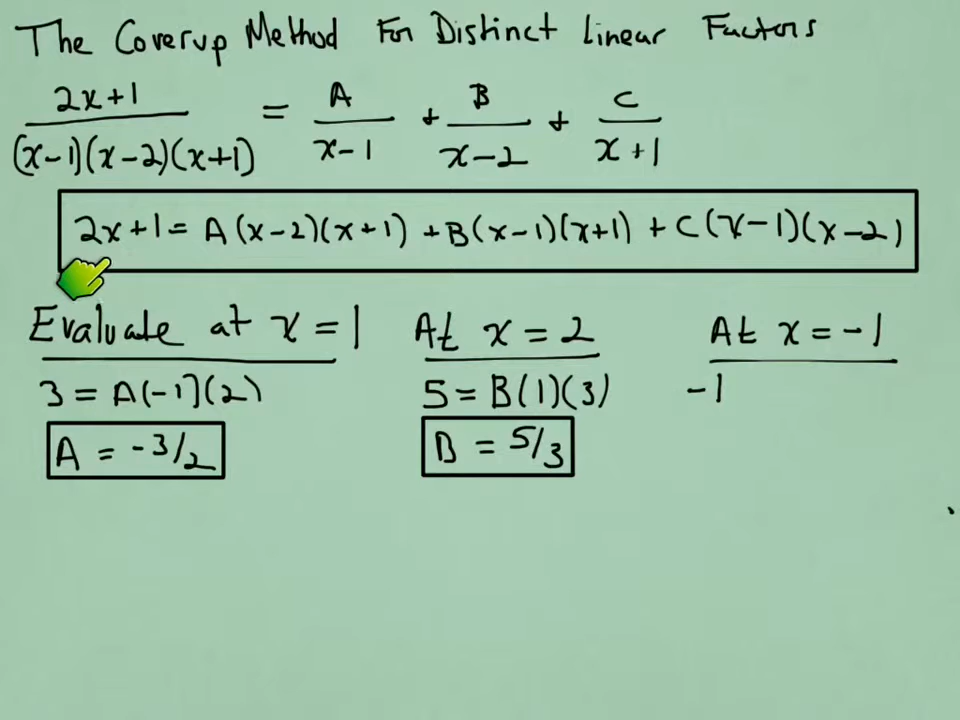 The Coverup Method For Distinct Linear Factors
2x+1 / (x-1)(x-2)(x+1) = A / x-1 + B / x-2 + C / x+1
2x+1 = A(x-2)(x+1) + B(x-1)(x+1) + C(x-1)(x-2)
Evaluate at x = 1 At x = 2 At x = -1
3 = A(-1)(2) 5 = B(1)(3) -1
A = -3/2 B = 5/3